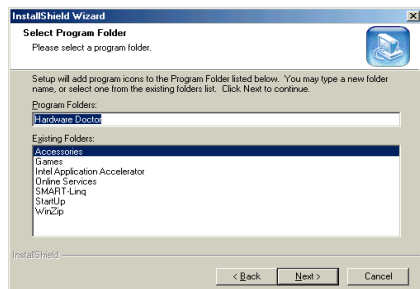 InstallShield Wizard
Select Program Folder
Please select a program folder.
Setup will add program icons to the Program Folder listed below. You may type a new folder
name, or select one from the existing folders list. Click Next to continue.
Program Folders:
Hardware Doctor
Existing Folders:
Accessories
Games
Intel Application Accelerator
Online Services
SMART-Linq
StartUp
WinZip
InstallShield
< Back
Next >
Cancel